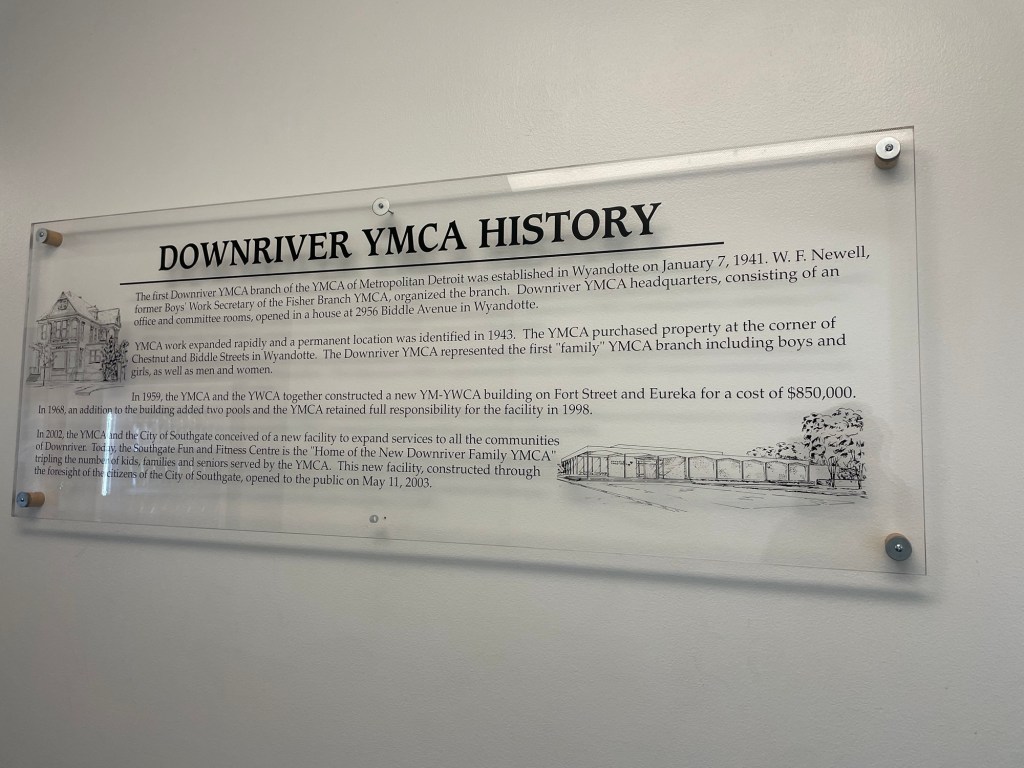 DOWNRIVER YMCA HISTORY
The first Downriver YMCA branch of the YMCA of Metropolitan Detroit was established in Wyandotte on January 7, 1941. W. F. Newell,
former Boys' Work Secretary of the Fisher Branch YMCA, organized the branch. Downriver YMCA headquarters, consisting of an
office and committee rooms, opened in a house at 2956 Biddle Avenue in Wyandotte.
YMCA work expanded rapidly and a permanent location was identified in 1943. The YMCA purchased property at the corner of
Chestnut and Biddle Streets in Wyandotte. The Downriver YMCA represented the first "family" YMCA branch including boys and
girls, as well as men and women.
In 1959, the YMCA and the YWCA together constructed a new YM-YWCA building on Fort Street and Eureka for a cost of $850,000.
In 1968, an addition to the building added two pools and the YMCA retained full responsibility for the facility in 1998.
In 2002, the YMCA and the City of Southgate conceived of a new facility to expand services to all the communities
of Downriver. Today, the Southgate Fun and Fitness Centre is the "Home of the New Downriver Family YMCA"
tripling the number of kids, families and seniors served by the YMCA. This new facility, constructed through
the foresight of the citizens of the City of Southgate, opened to the public on May 11, 2003.